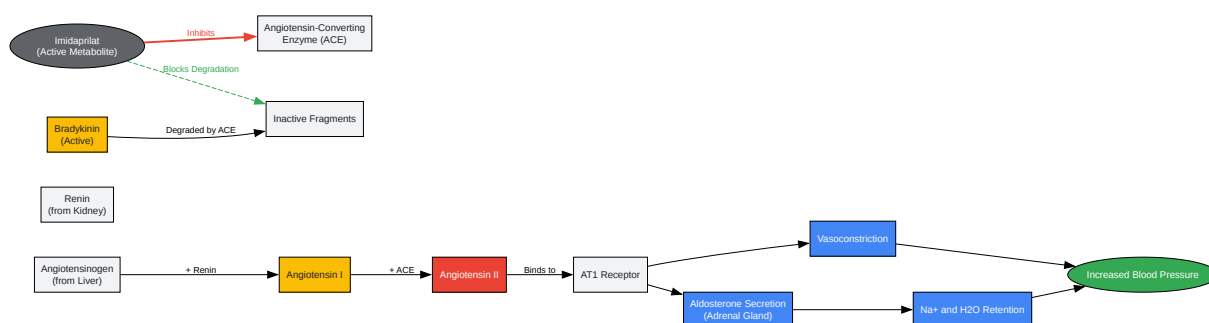 Imidaprilat
(Active Metabolite)
Inhibits
Angiotensin-Converting
Enzyme (ACE)
Blocks Degradation
Inactive Fragments
Bradykinin
(Active)
Degraded by ACE
Renin
(from Kidney)
Angiotensinogen
(from Liver)
+ Renin
Angiotensin I
+ ACE
Angiotensin II
Binds to
AT1 Receptor
Vasoconstriction
Aldosterone Secretion
(Adrenal Gland)
Na+ and H2O Retention
Increased Blood Pressure